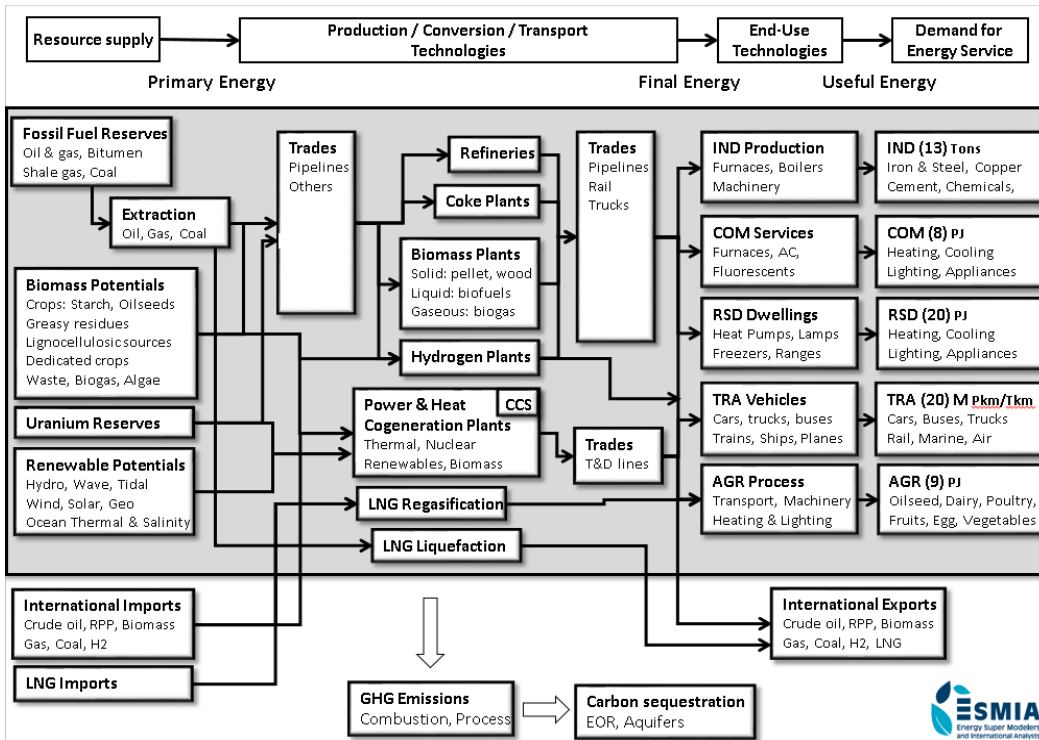 Resource supply
Production / Conversion / Transport
Technologies
End-Use
Technologies
Demand for
Energy Service
Primary Energy
Final Energy
Useful Energy
Fossil Fuel Reserves
Oil & gas, Bitumen
Shale gas, Coal
Extraction
Oil, Gas, Coal
Biomass Potentials
Crops: Starch, Oilseeds
Greasy residues
Lignocellulosic sources
Dedicated crops
Waste, Biogas, Algae
Uranium Reserves
Renewable Potentials
Hydro, Wave, Tidal
Wind, Solar, Geo
Ocean Thermal & Salinity
Trades
Pipelines
Others
Refineries
Coke Plants
Biomass Plants
Solid: pellet, wood
Liquid: biofuels
Gaseous: biogas
Hydrogen Plants
CCS
Power & Heat
Cogeneration Plants
Thermal, Nuclear
Renewables, Biomass
LNG Regasification
LNG Liquefaction
Trades
Pipelines
Rail
Trucks
Trades
T&D lines
IND Production
Furnaces, Boilers
Machinery
COM Services
Furnaces, AC,
Fluorescents
RSD Dwellings
Heat Pumps, Lamps
Freezers, Ranges
TRA Vehicles
Cars, trucks, buses
Trains, Ships, Planes
AGR Process
Transport, Machinery
Heating & Lighting
IND (13) Tons
Iron & Steel, Copper
Cement, Chemicals,
COM (8) PJ
Heating, Cooling
Lighting, Appliances
RSD (20) PJ
Heating, Cooling
Lighting, Appliances
TRA (20) M Pkm/Tkm
Cars, Buses, Trucks
Rail, Marine, Air
AGR (9) PJ
Oilseed, Dairy, Poultry,
Fruits, Egg, Vegetables
International Imports
Crude oil, RPP, Biomass
Gas, Coal, H2
LNG Imports
International Exports
Crude oil, RPP, Biomass
Gas, Coal, H2, LNG
GHG Emissions
Combustion, Process
Carbon sequestration
EOR, Aquifers
ESMIA
Energy Super Modelers
and International Analysts